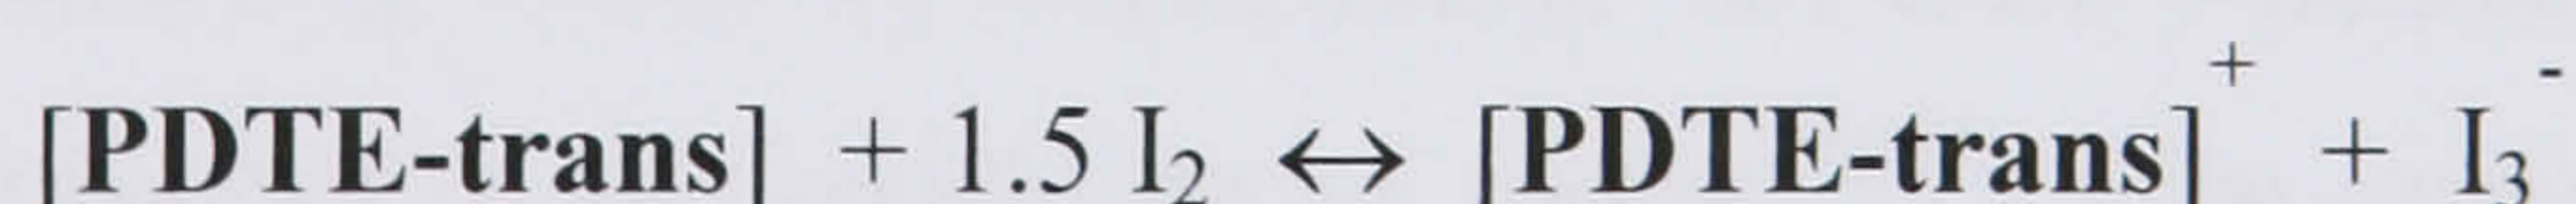 [PDTE-trans] + 1.5 I₂ ↔ [PDTE-trans]⁺ + I₃⁻